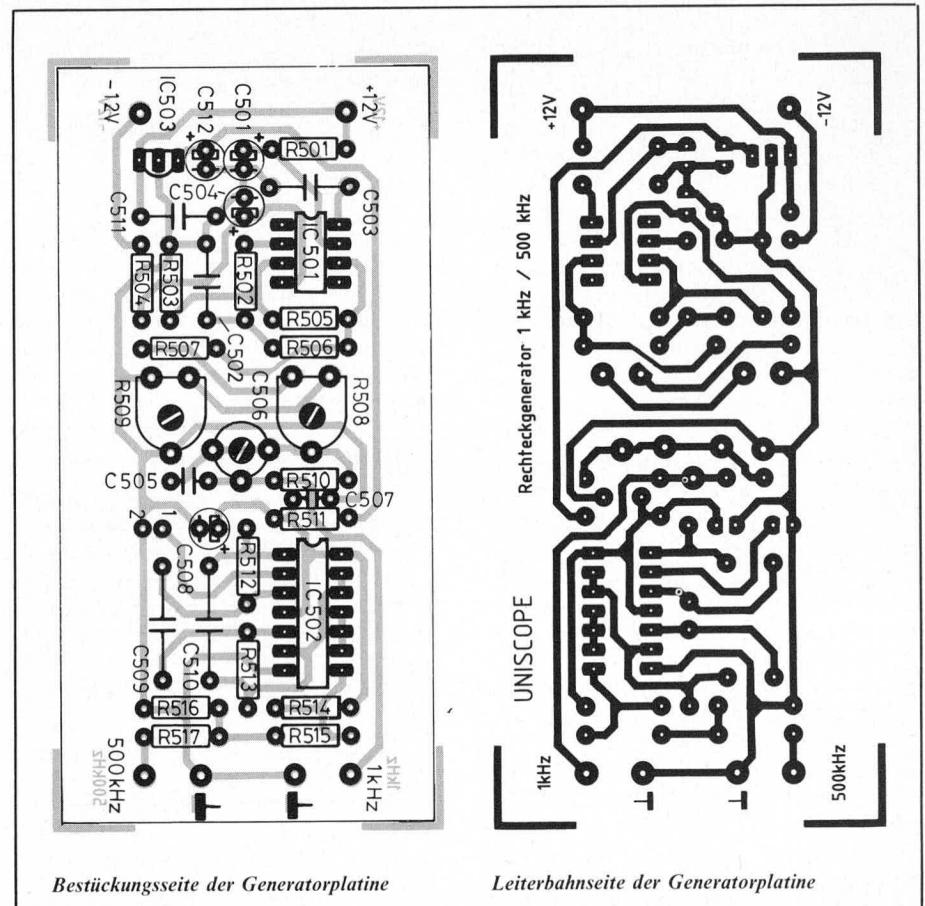 -12V
IC503
C512
C501
+12V
R501
C504
C503
C511
IC501
R504
R503
R502
R505
R506
R507
C502
R509
C506
R508
C505
R510
C507
R511
2
1
C508
R512
IC502
C509
C510
R513
R516
R514
R517
R515
500kHz
500kHz
1kHz
1kHz
Bestückungsseite der Generatorplatine
+12V
-12V
Rechteckgenerator 1 kHz / 500 kHz
UNISCOPE
1kHz
500kHz
Leiterbahnseite der Generatorplatine